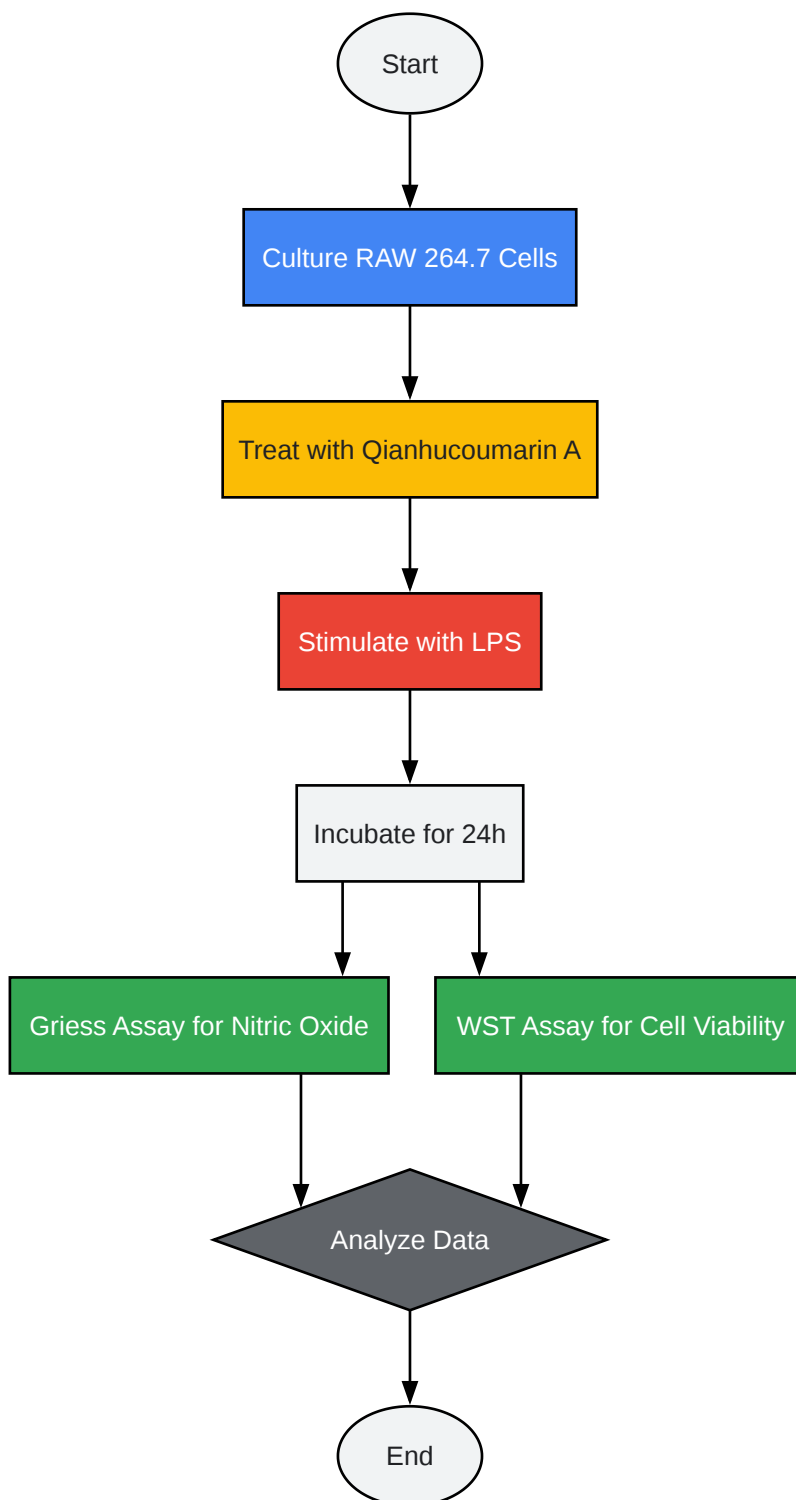 Start
Culture RAW 264.7 Cells
Treat with Qianhucoumarin A
Stimulate with LPS
Incubate for 24h
Griess Assay for Nitric Oxide
WST Assay for Cell Viability
Analyze Data
End